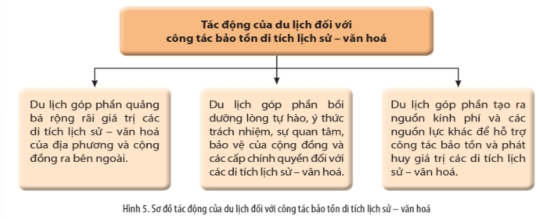 Tác động của du lịch đối với
công tác bảo tồn di tích lịch sử – văn hoá
Du lịch góp phần quảng
bá rộng rãi giá trị các
di tích lịch sử – văn hoá
của địa phương và cộng
đồng ra bên ngoài.
Du lịch góp phần bồi
dưỡng lòng tự hào, ý thức
trách nhiệm, sự quan tâm,
bảo vệ của cộng đồng và
các cấp chính quyền đối với
các di tích lịch sử – văn hoá.
Du lịch góp phần tạo ra
nguồn kinh phí và các
nguồn lực khác để hỗ trợ
công tác bảo tồn và phát
huy giá trị các di tích lịch
sử – văn hoá.
Hình 5. Sơ đồ tác động của du lịch đối với công tác bảo tồn di tích lịch sử – văn hoá